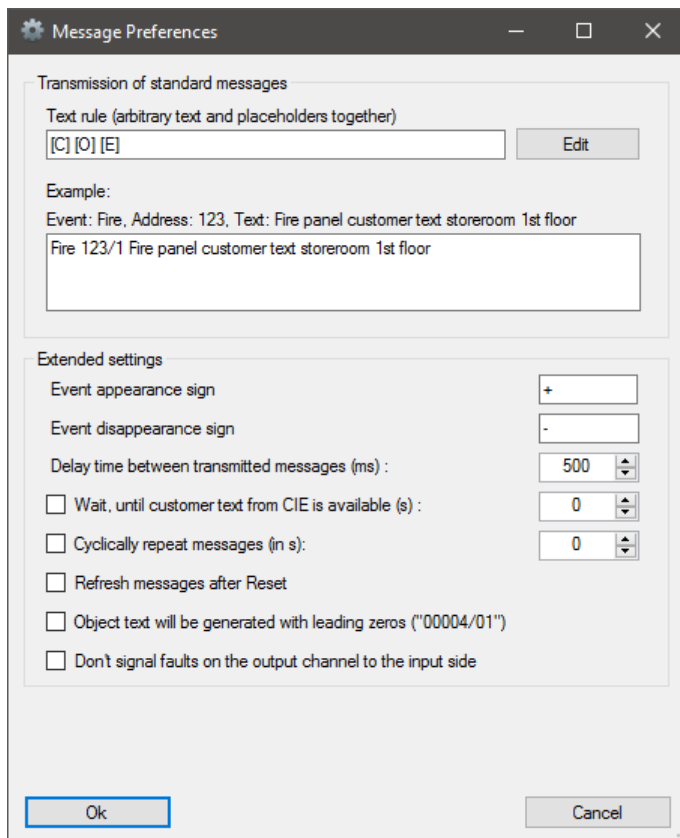 Message Preferences
Transmission of standard messages
Text rule (arbitrary text and placeholders together)
[C] [O] [E]
Edit
Example:
Event: Fire, Address: 123, Text: Fire panel customer text storeroom 1st floor
Fire 123/1 Fire panel customer text storeroom 1st floor
Extended settings
Event appearance sign
+
Event disappearance sign
-
Delay time between transmitted messages (ms) :
500
Wait, until customer text from CIE is available (s) :
0
Cyclically repeat messages (in s):
0
Refresh messages after Reset
Object text will be generated with leading zeros ("00004/01")
Don't signal faults on the output channel to the input side
Ok
Cancel